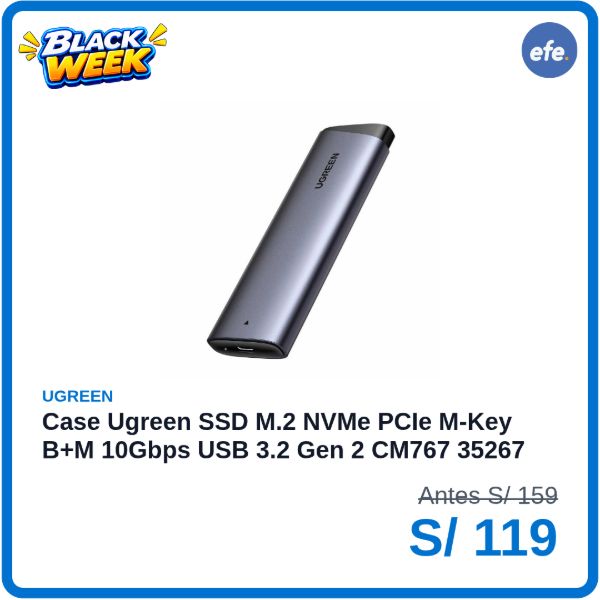 BLACK
WEEK
efe.
UGREEN
UGREEN
Case Ugreen SSD M.2 NVMe PCIe M-Key
B+M 10Gbps USB 3.2 Gen 2 CM767 35267
Antes S/ 159
S/ 119